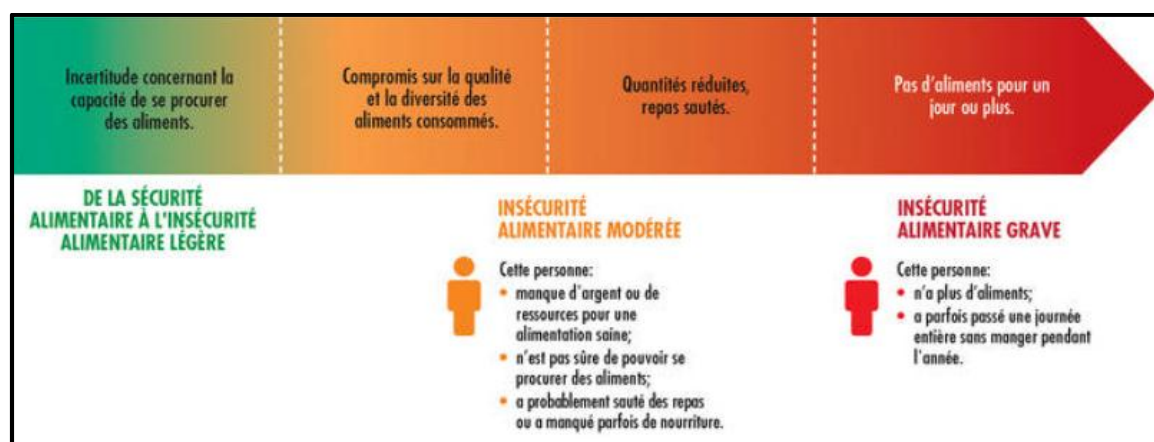 Incertitude concernant la
capacité de se procurer
des aliments.
Compromis sur la qualité
et la diversité des
aliments consommés.
Quantités réduites,
repas sautés.
Pas d'aliments pour un
jour ou plus.
DE LA SÉCURITÉ
ALIMENTAIRE À L'INSÉCURITÉ
ALIMENTAIRE LÉGÈRE
INSÉCURITÉ
ALIMENTAIRE MODÉRÉE
Cette personne:
• manque d'argent ou de
ressources pour une
alimentation saine;
• n'est pas sûre de pouvoir se
procurer des aliments;
• a probablement sauté des repas
ou a manqué parfois de nourriture.
INSÉCURITÉ
ALIMENTAIRE GRAVE
Cette personne:
• n'a plus d'aliments;
• a parfois passé une journée
entière sans manger pendant
l'année.